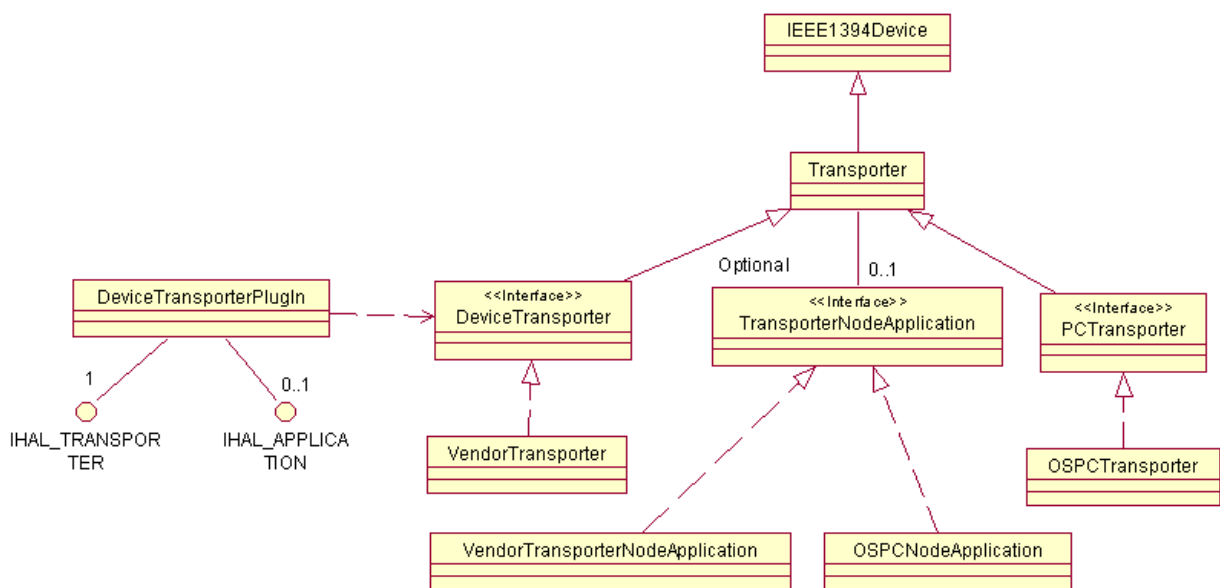 IEEE1394Device
Transporter
Optional
0..1
DeviceTransporterPlugIn
<<Interface>>
DeviceTransporter
<<Interface>>
TransporterNodeApplication
<<Interface>>
PCTransporter
1
0..1
IHAL_TRANSPOR
TER
IHAL_APPLICA
TION
VendorTransporter
OSPCTransporter
VendorTransporterNodeApplication
OSPCNodeApplication